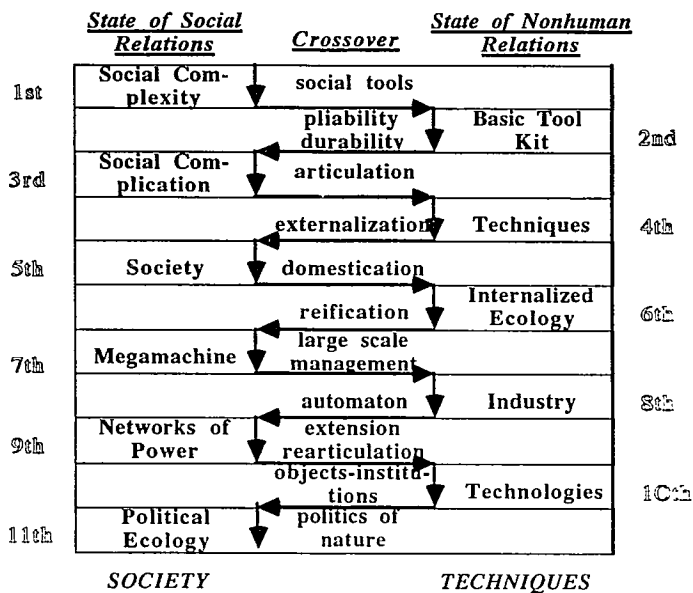 State of Social Relations
Crossover
State of Nonhuman Relations
1st
Social Com-
plexity
social tools
pliability
durability
Basic Tool
Kit
2nd
3rd
Social Com-
plication
articulation
externalization
Techniques
4th
5th
Society
domestication
reification
Internalized
Ecology
6th
7th
Megamachine
large scale
management
automaton
Industry
8th
9th
Networks of
Power
extension
rearticulation
objects-institu-
tions
Technologies
10th
11th
Political
Ecology
politics of
nature
SOCIETY
TECHNIQUES